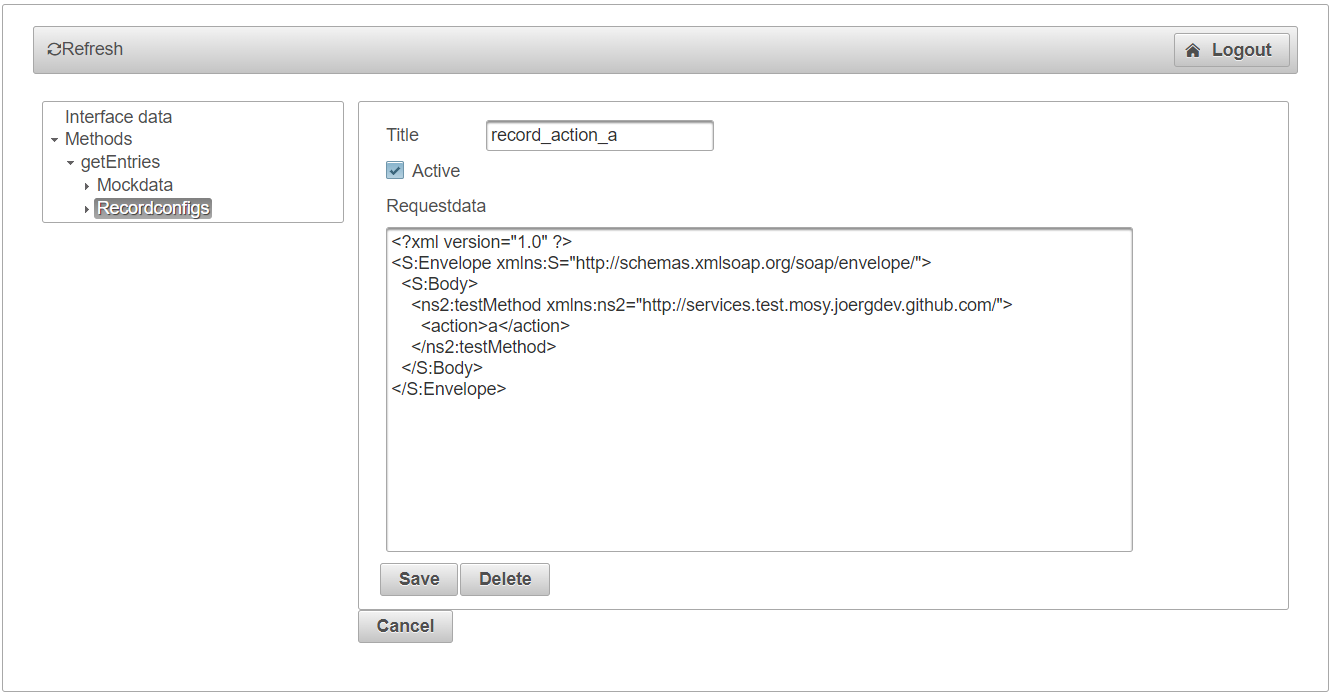 Refresh
Logout
Interface data
Methods
getEntries
Mockdata
Recordconfigs
Title
record_action_a
Active
Requestdata
<?xml version="1.0" ?>
<S:Envelope xmlns:S="http://schemas.xmlsoap.org/soap/envelope/">
  <S:Body>
    <ns2:testMethod xmlns:ns2="http://services.test.mosy.joergdev.github.com/">
      <action>a</action>
    </ns2:testMethod>
  </S:Body>
</S:Envelope>
Save
Delete
Cancel